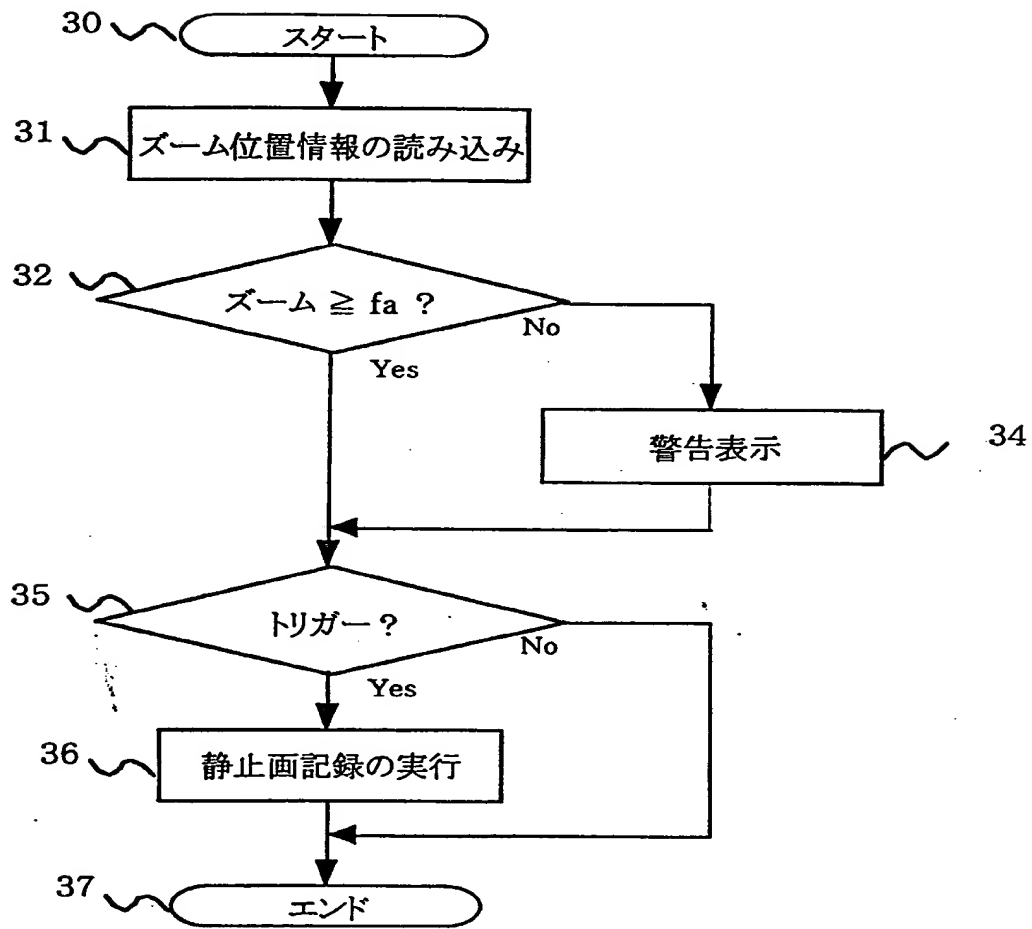 30
スタート
31
ズーム位置情報の読み込み
32
ズーム ≧ fa ?
No
Yes
警告表示
34
35
トリガー?
No
Yes
36
静止画記録の実行
37
エンド